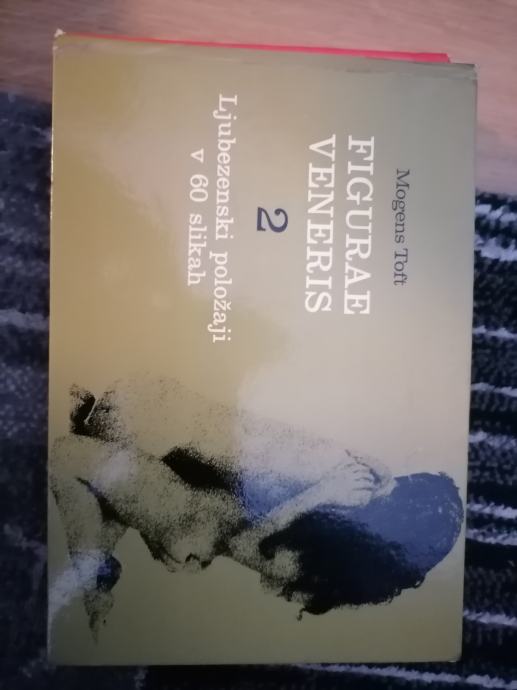 Mogens Toft
FIGURAE
VENERIS
2
Ljubezenski položaji
v 60 slikah